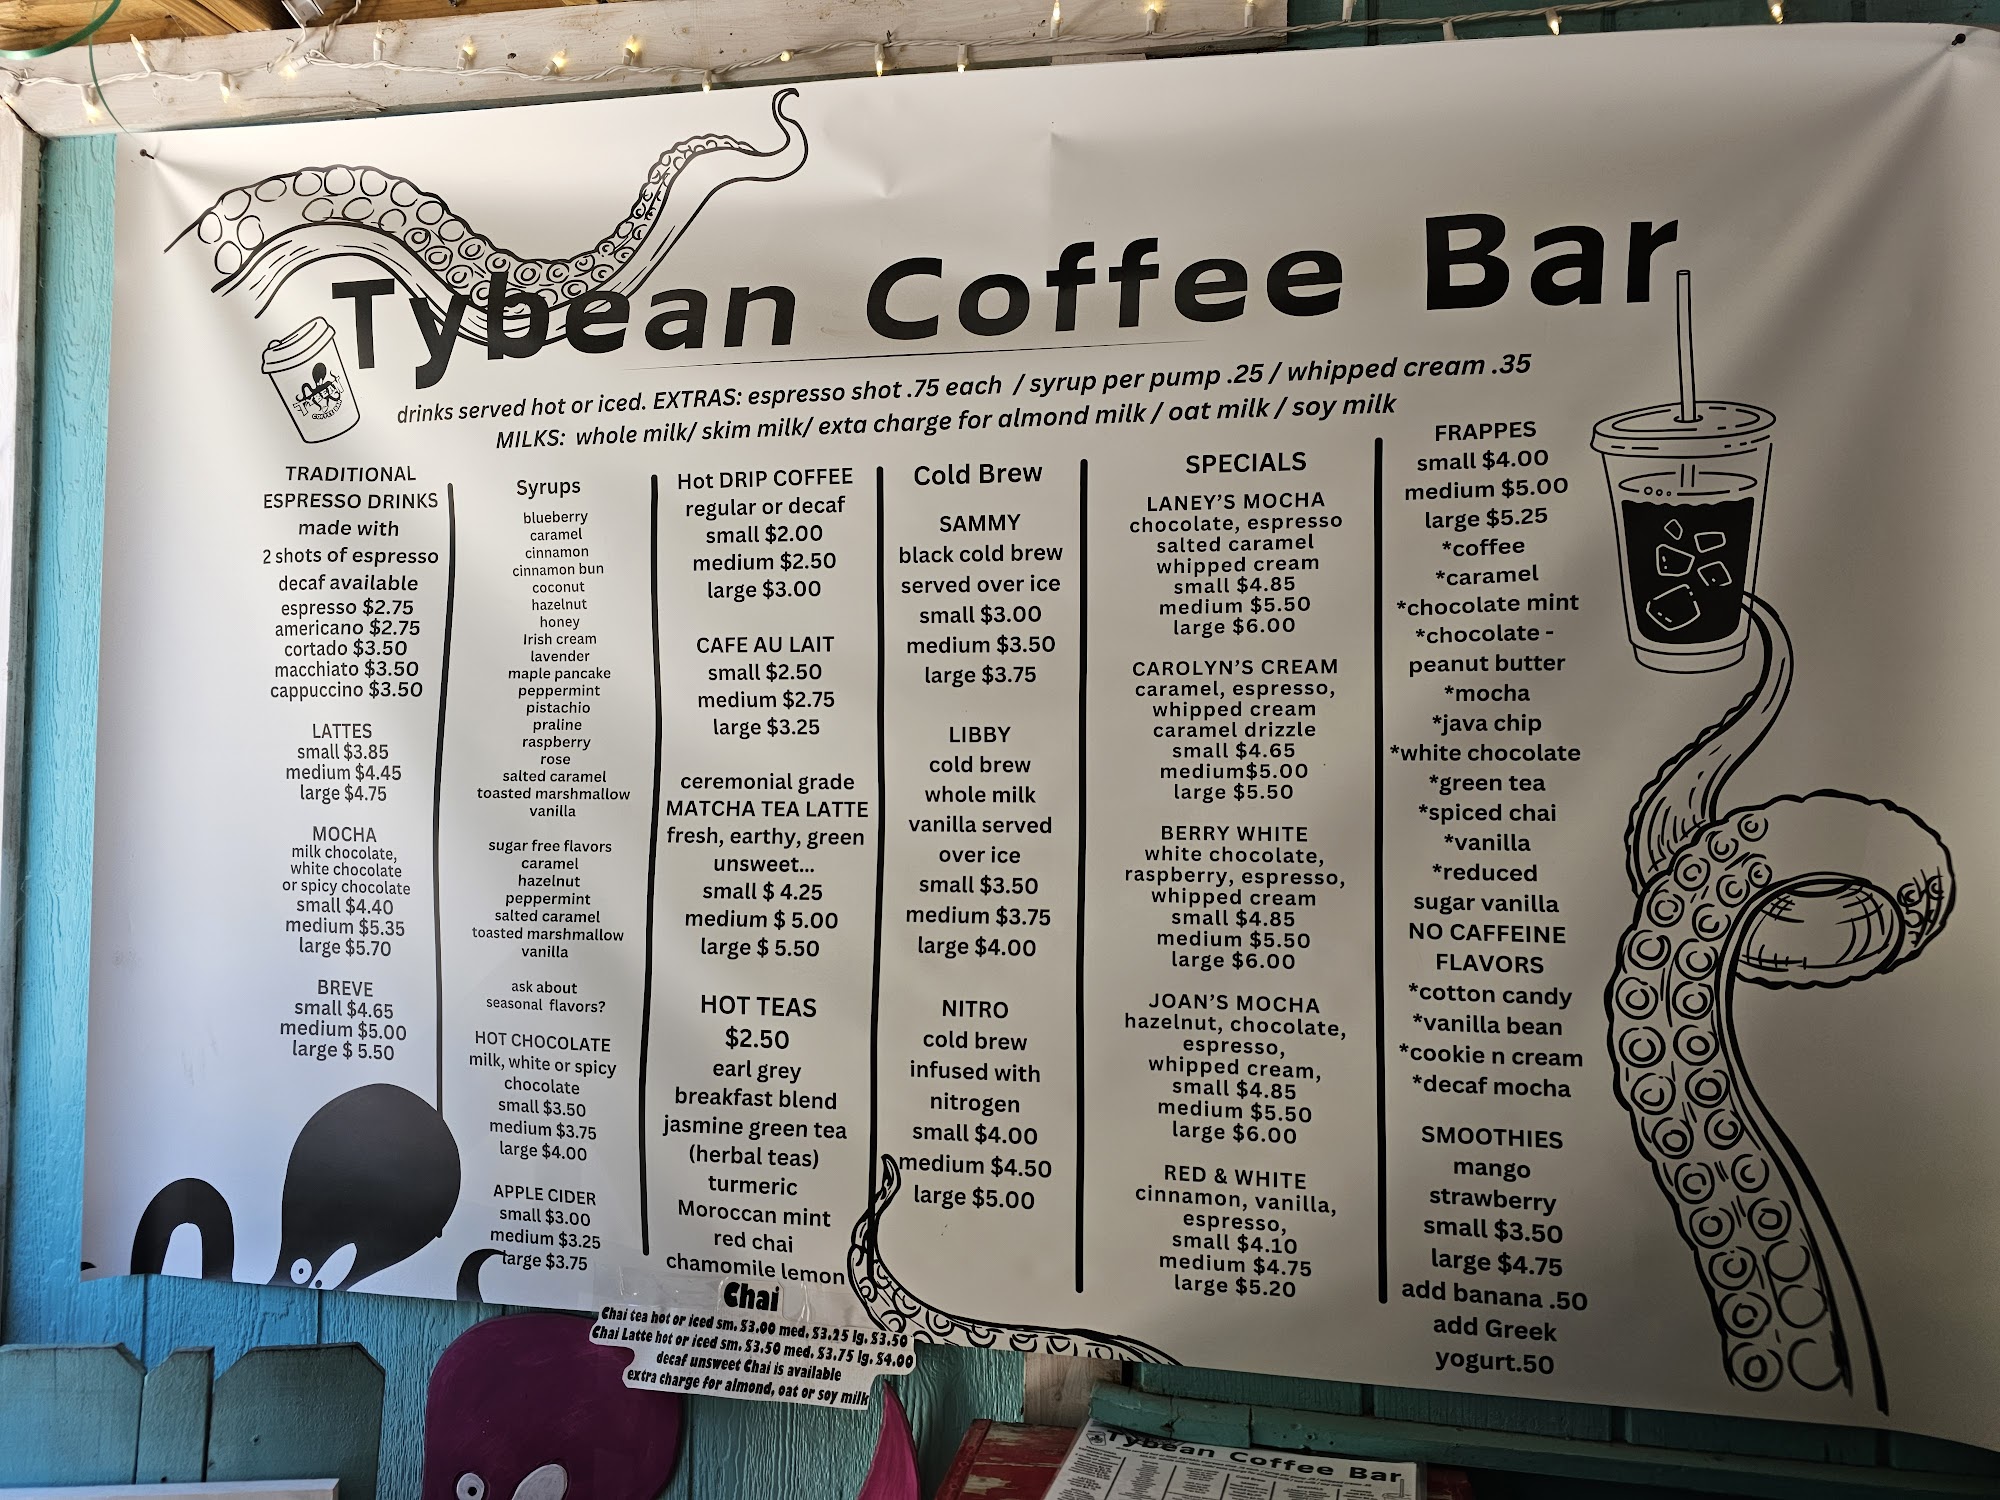 Tybean Coffee Bar
drinks served hot or iced. EXTRAS: espresso shot .75 each / syrup per pump .25 / whipped cream .35
MILKS: whole milk/ skim milk/ exta charge for almond milk / oat milk / soy milk
TRADITIONAL
ESPRESSO DRINKS
made with
2 shots of espresso
decaf available
espresso $2.75
americano $2.75
cortado $3.50
macchiato $3.50
cappuccino $3.50
LATTES
small $3.85
medium $4.45
large $4.75
MOCHA
milk chocolate,
white chocolate
or spicy chocolate
small $4.40
medium $5.35
large $5.70
BREVE
small $4.65
medium $5.00
large $ 5.50
Syrups
blueberry
caramel
cinnamon
cinnamon bun
coconut
hazelnut
honey
Irish cream
lavender
maple pancake
peppermint
pistachio
praline
raspberry
rose
salted caramel
toasted marshmallow
vanilla
sugar free flavors
caramel
hazelnut
peppermint
salted caramel
toasted marshmallow
vanilla
ask about
seasonal flavors?
HOT CHOCOLATE
milk, white or spicy
chocolate
small $3.50
medium $3.75
large $4.00
APPLE CIDER
small $3.00
medium $3.25
large $3.75
Hot DRIP COFFEE
regular or decaf
small $2.00
medium $2.50
large $3.00
CAFE AU LAIT
small $2.50
medium $2.75
large $3.25
ceremonial grade
MATCHA TEA LATTE
fresh, earthy, green
unsweet...
small $ 4.25
medium $ 5.00
large $ 5.50
HOT TEAS
$2.50
earl grey
breakfast blend
jasmine green tea
(herbal teas)
turmeric
Moroccan mint
red chai
chamomile lemon
Chai
Chai tea hot or iced sm. $3.00 med. $3.25 lg. $3.50
Chai Latte hot or iced sm. $3.50 med. $3.75 lg. $4.00
decaf unsweet Chai is available
extra charge for almond, oat or soy milk
Cold Brew
SAMMY
black cold brew
served over ice
small $3.00
medium $3.50
large $3.75
LIBBY
cold brew
whole milk
vanilla served
over ice
small $3.50
medium $3.75
large $4.00
NITRO
cold brew
infused with
nitrogen
small $4.00
medium $4.50
large $5.00
SPECIALS
LANEY'S MOCHA
chocolate, espresso
salted caramel
whipped cream
small $4.85
medium $5.50
large $6.00
CAROLYN'S CREAM
caramel, espresso,
whipped cream
caramel drizzle
small $4.65
medium$5.00
large $5.50
BERRY WHITE
white chocolate,
raspberry, espresso,
whipped cream
small $4.85
medium $5.50
large $6.00
JOAN'S MOCHA
hazelnut, chocolate,
espresso,
whipped cream,
small $4.85
medium $5.50
large $6.00
RED & WHITE
cinnamon, vanilla,
espresso,
small $4.10
medium $4.75
large $5.20
FRAPPES
small $4.00
medium $5.00
large $5.25
*coffee
*caramel
*chocolate mint
*chocolate -
peanut butter
*mocha
*java chip
*white chocolate
*green tea
*spiced chai
*vanilla
*reduced
sugar vanilla
NO CAFFEINE
FLAVORS
*cotton candy
*vanilla bean
*cookie n cream
*decaf mocha
SMOOTHIES
mango
strawberry
small $3.50
large $4.75
add banana .50
add Greek
yogurt.50
Tybean Coffee Bar